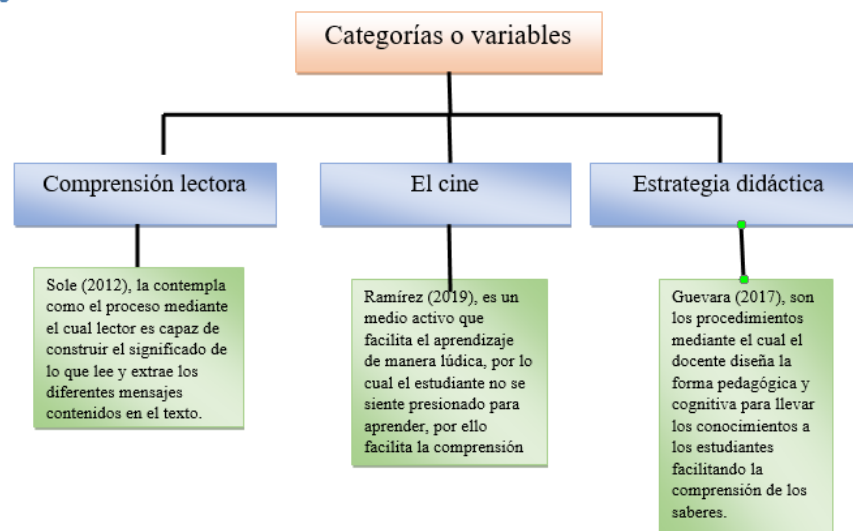 Categorías o variables
Comprensión lectora
El cine
Estrategia didáctica
Sole (2012), la contempla
como el proceso mediante
el cual lector es capaz de
construir el significado de
lo que lee y extrae los
diferentes mensajes
contenidos en el texto.
Ramírez (2019), es un
medio activo que
facilita el aprendizaje
de manera lúdica, por lo
cual el estudiante no se
siente presionado para
aprender, por ello
facilita la comprensión
Guevara (2017), son
los procedimientos
mediante el cual el
docente diseña la
forma pedagógica y
cognitiva para llevar
los conocimientos a
los estudiantes
facilitando la
comprensión de los
saberes.